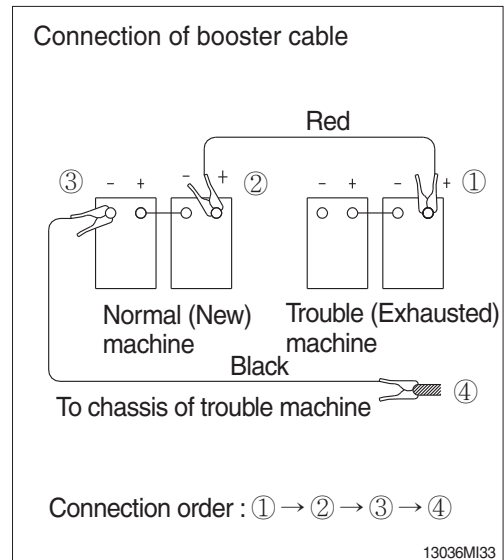 Connection of booster cable
Red
③ - + - + ② - + - + ①
Normal (New)
machine
Trouble (Exhausted)
machine
Black
To chassis of trouble machine
④
Connection order : ① → ② → ③ → ④
13036MI33